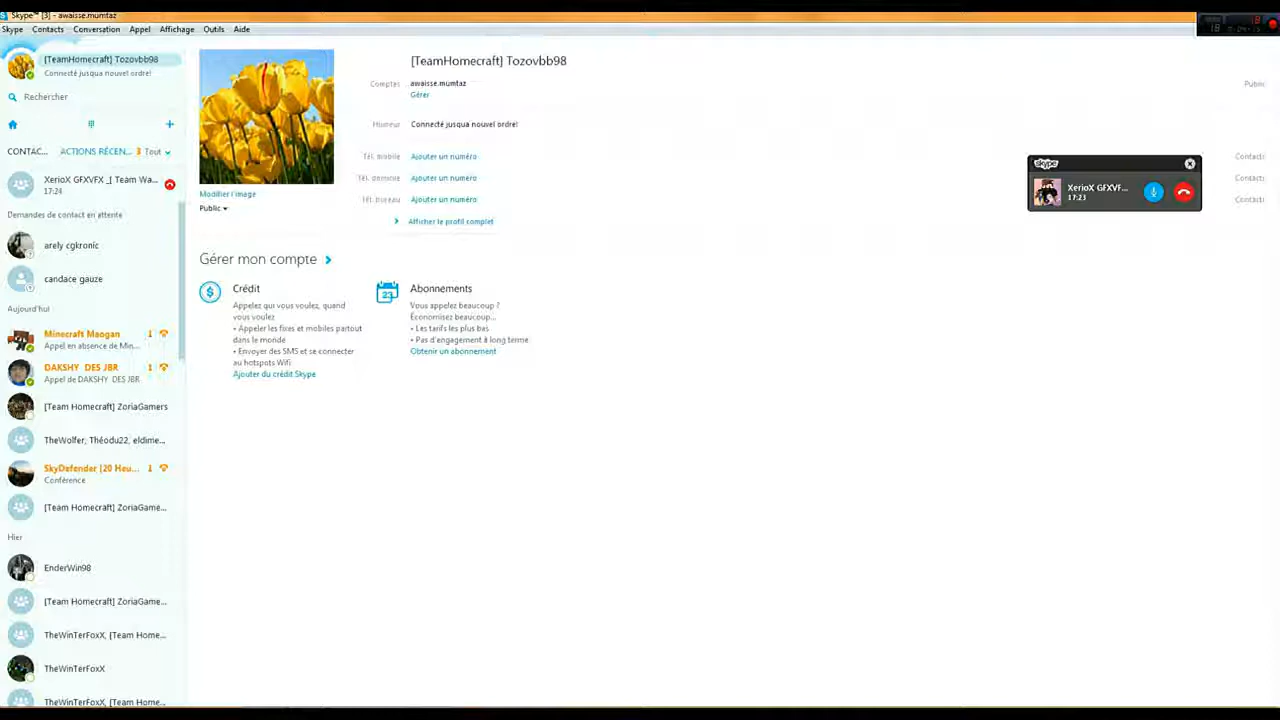 Skype™ [3] - awaisse.mumtaz
Skype Contacts Conversation Appel Affichage Outils Aide
[TeamHomecraft] Tozovbb98
Connecté jusqua nouvel ordre!
Rechercher
CONTAC... ACTIONS RÉCEN... 3 Tout
XerioX GFXVFX _[ Team Wa...
17:24
Demandes de contact en attente
arely cgkronic
candace gauze
Aujourd'hui
Minecraft Maogan 1
Appel en absence de Min...
DAKSHY DES JBR 1
Appel de DAKSHY DES JBR
[Team Homecraft] ZoriaGamers
TheWolfer, Théodu22, eldime...
SkyDefender [20 Heu... 1
Conférence
[Team Homecraft] ZoriaGame...
Hier
EnderWin98
[Team Homecraft] ZoriaGame...
TheWinTerFoxX, [Team Home...
TheWinTerFoxX
TheWinTerFoxX, [Team Home...
Modifier l'image
Public
[TeamHomecraft] Tozovbb98
Comptes awaisse.mumtaz Public
Gérer
Humeur Connecté jusqua nouvel ordre!
Tél. mobile Ajouter un numéro Contacts
Tél. domicile Ajouter un numéro Contacts
Tél. bureau Ajouter un numéro Contacts
Afficher le profil complet
skype
XerioX GFXVF...
17:23
Gérer mon compte
Crédit
Appelez qui vous voulez, quand
vous voulez
• Appeler les fixes et mobiles partout
dans le monde
• Envoyer des SMS et se connecter
au hotspots Wifi
Ajouter du crédit Skype
23
Abonnements
Vous appelez beaucoup ?
Économisez beaucoup...
• Les tarifs les plus bas
• Pas d'engagement à long terme
Obtenir un abonnement